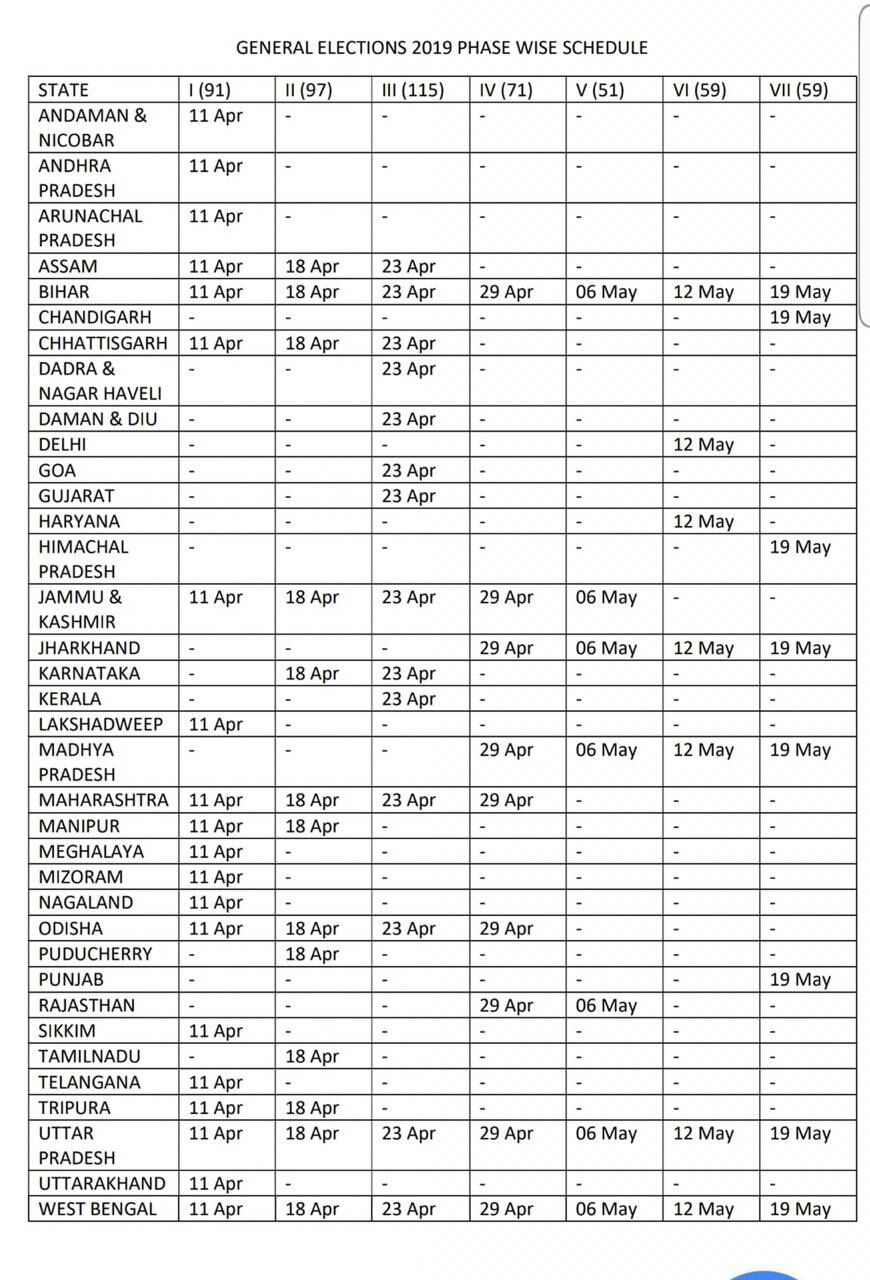 GENERAL ELECTIONS 2019 PHASE WISE SCHEDULE
STATE I (91) II (97) III (115) IV (71) V (51) VI (59) VII (59)
ANDAMAN & 11 Apr - - - - - -
NICOBAR
ANDHRA 11 Apr - - - - - -
PRADESH
ARUNACHAL 11 Apr - - - - - -
PRADESH
ASSAM 11 Apr 18 Apr 23 Apr - - - -
BIHAR 11 Apr 18 Apr 23 Apr 29 Apr 06 May 12 May 19 May
CHANDIGARH - - - - - - 19 May
CHHATTISGARH 11 Apr 18 Apr 23 Apr - - - -
DADRA & - - 23 Apr - - - -
NAGAR HAVELI
DAMAN & DIU - - 23 Apr - - - -
DELHI - - - - - 12 May -
GOA - - 23 Apr - - - -
GUJARAT - - 23 Apr - - - -
HARYANA - - - - - 12 May -
HIMACHAL - - - - - - 19 May
PRADESH
JAMMU & 11 Apr 18 Apr 23 Apr 29 Apr 06 May - -
KASHMIR
JHARKHAND - - - 29 Apr 06 May 12 May 19 May
KARNATAKA - 18 Apr 23 Apr - - - -
KERALA - - 23 Apr - - - -
LAKSHADWEEP 11 Apr - - - - - -
MADHYA - - - 29 Apr 06 May 12 May 19 May
PRADESH
MAHARASHTRA 11 Apr 18 Apr 23 Apr 29 Apr - - -
MANIPUR 11 Apr 18 Apr - - - - -
MEGHALAYA 11 Apr - - - - - -
MIZORAM 11 Apr - - - - - -
NAGALAND 11 Apr - - - - - -
ODISHA 11 Apr 18 Apr 23 Apr 29 Apr - - -
PUDUCHERRY - 18 Apr - - - - -
PUNJAB - - - - - - 19 May
RAJASTHAN - - - 29 Apr 06 May - -
SIKKIM 11 Apr - - - - - -
TAMILNADU - 18 Apr - - - - -
TELANGANA 11 Apr - - - - - -
TRIPURA 11 Apr 18 Apr - - - - -
UTTAR 11 Apr 18 Apr 23 Apr 29 Apr 06 May 12 May 19 May
PRADESH
UTTARAKHAND 11 Apr - - - - - -
WEST BENGAL 11 Apr 18 Apr 23 Apr 29 Apr 06 May 12 May 19 May